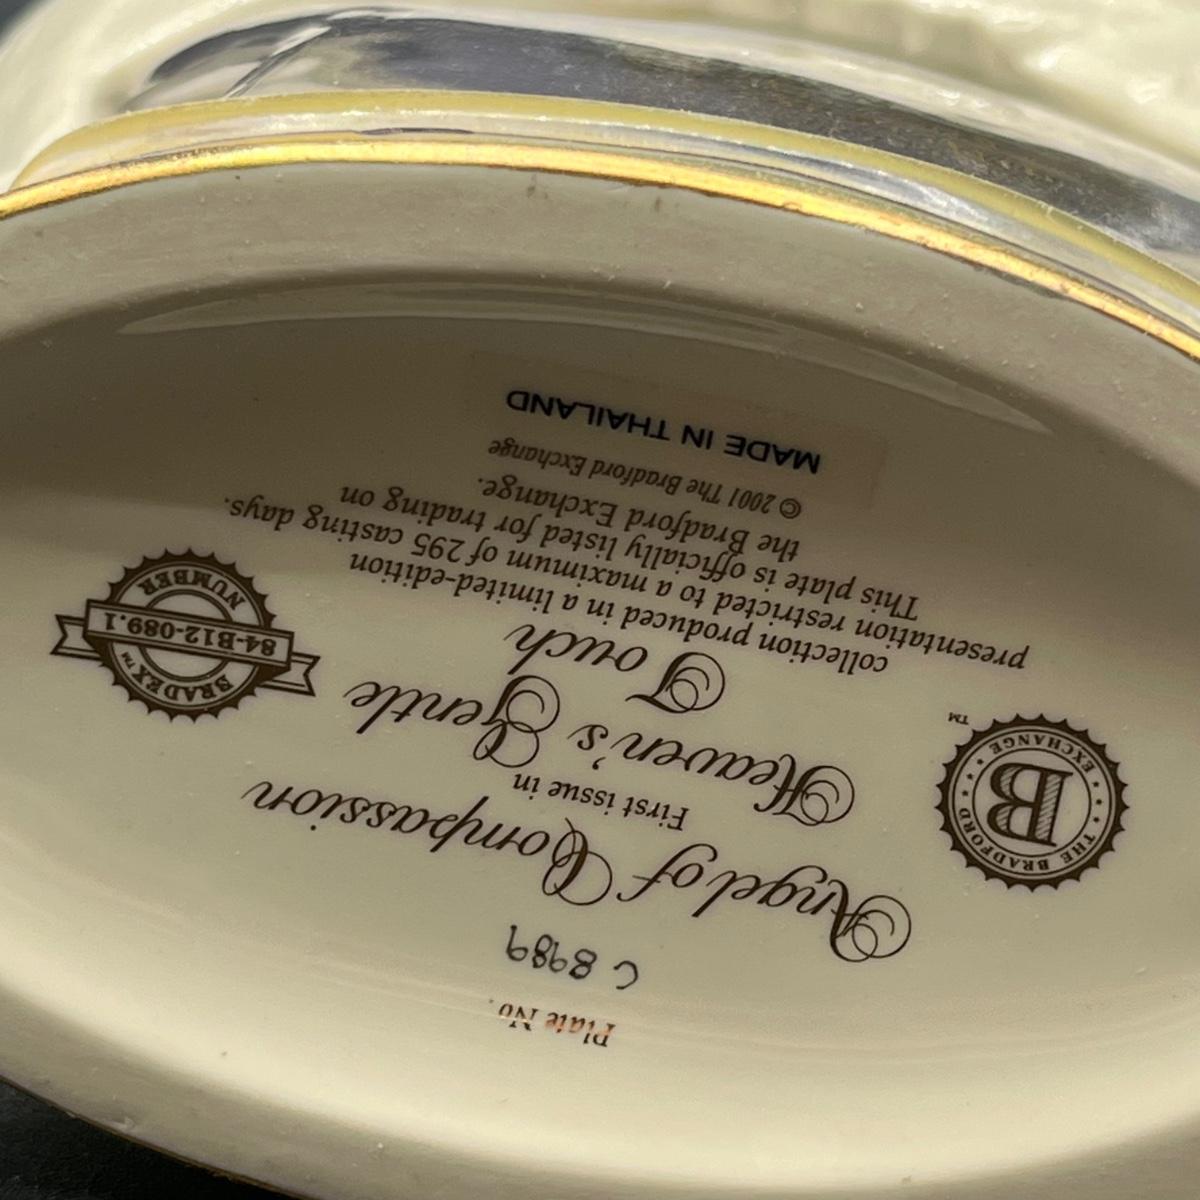 Plate No.
C 8989
Angel of Compassion
First issue in
Heaven's Gentle
Touch
collection produced in a limited-edition
presentation restricted to a maximum of 295 casting days.
This plate is officially listed for trading on
the Bradford Exchange.
© 2001 The Bradford Exchange
MADE IN THAILAND
THE BRADFORD
B
EXCHANGE
TM
BRADEX™
84-B12-089.1
NUMBER